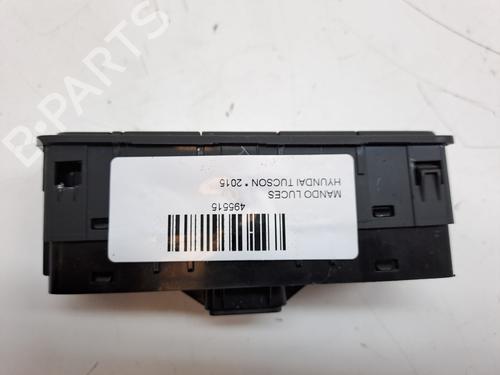 B-PARTS
495515
MANDO LUCES
HYUNDAI TUCSON * 2015